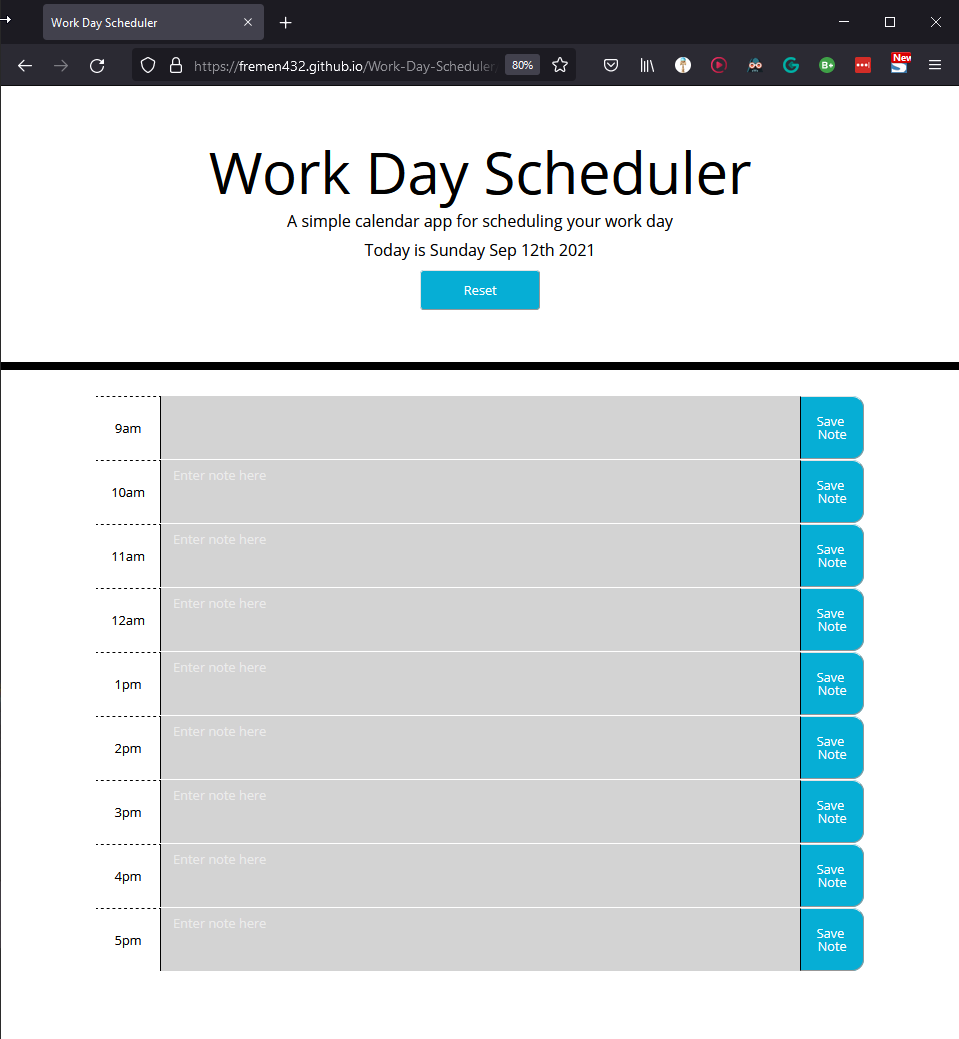 Work Day Scheduler
https://fremen432.github.io/Work-Day-Scheduler/
80%
New
Work Day Scheduler
A simple calendar app for scheduling your work day
Today is Sunday Sep 12th 2021
Reset
9am
Save Note
10am
Enter note here
Save Note
11am
Enter note here
Save Note
12am
Enter note here
Save Note
1pm
Enter note here
Save Note
2pm
Enter note here
Save Note
3pm
Enter note here
Save Note
4pm
Enter note here
Save Note
5pm
Enter note here
Save Note